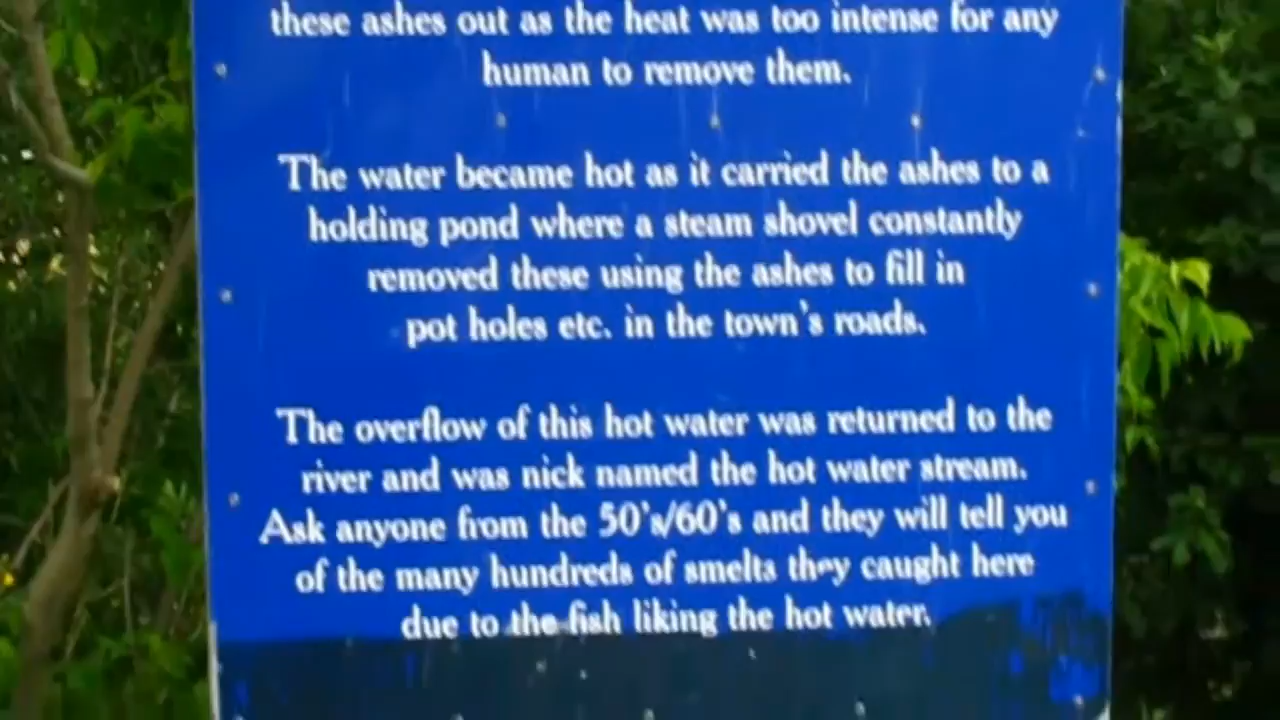 these ashes out as the heat was too intense for any
human to remove them.
The water became hot as it carried the ashes to a
holding pond where a steam shovel constantly
removed these using the ashes to fill in
pot holes etc. in the town's roads.
The overflow of this hot water was returned to the
river and was nick named the hot water stream.
Ask anyone from the 50's/60's and they will tell you
of the many hundreds of smelts they caught here
due to the fish liking the hot water.